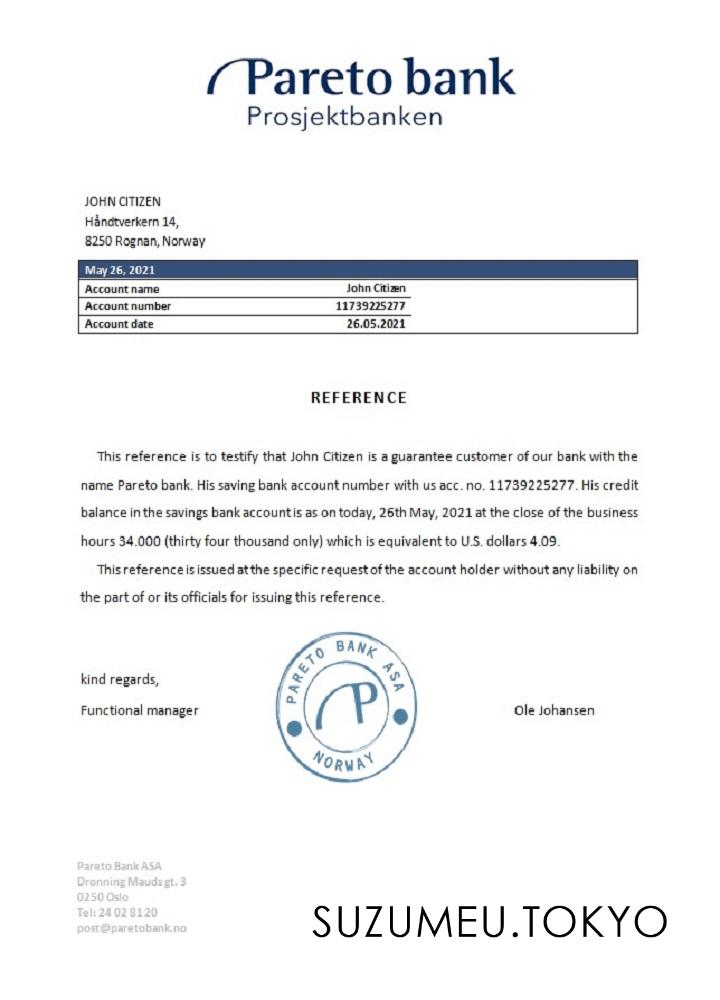 Pareto bank
Prosjektbanken
JOHN CITIZEN
Håndtverkern 14,
8250 Rognan, Norway
May 26, 2021
Account name John Citizen
Account number 11739225277
Account date 26.05.2021
REFERENCE
This reference is to testify that John Citizen is a guarantee customer of our bank with the
name Pareto bank. His saving bank account number with us acc. no. 11739225277. His credit
balance in the savings bank account is as on today, 26th May, 2021 at the close of the business
hours 34.000 (thirty four thousand only) which is equivalent to U.S. dollars 4.09.
This reference is issued at the specific request of the account holder without any liability on
the part of or its officials for issuing this reference.
PARETO BANK ASA
P
NORWAY
kind regards,
Functional manager
Ole Johansen
Pareto Bank ASA
Dronning Mauds gt. 3
0250 Oslo
Tel: 24 02 81 20
post@paretobank.no
SUZUMEU.TOKYO